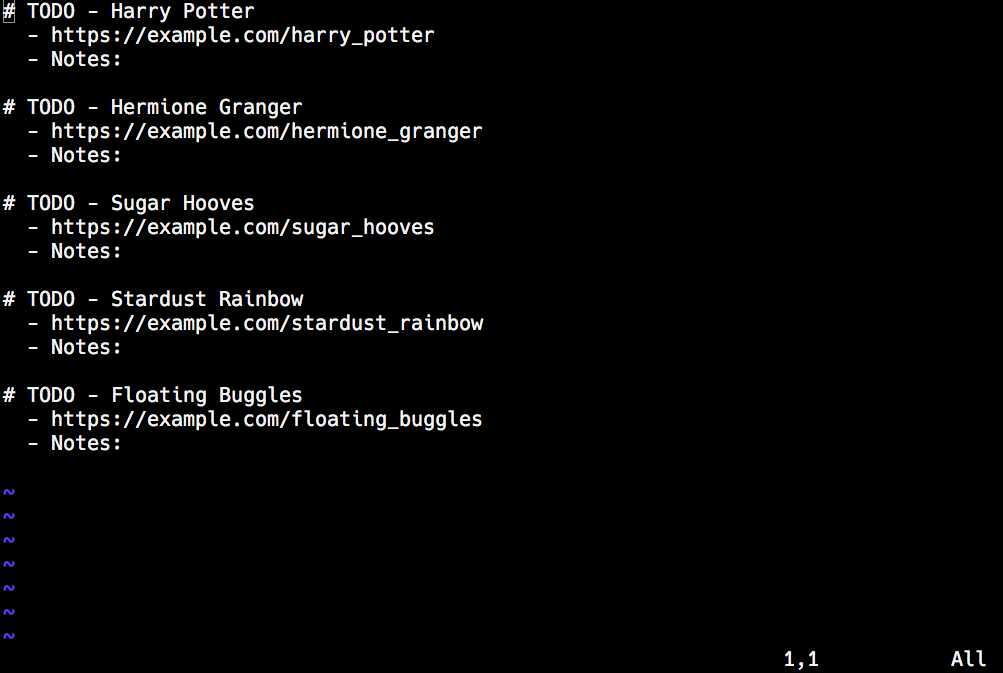 # TODO - Harry Potter
  - https://example.com/harry_potter
  - Notes:

# TODO - Hermione Granger
  - https://example.com/hermione_granger
  - Notes:

# TODO - Sugar Hooves
  - https://example.com/sugar_hooves
  - Notes:

# TODO - Stardust Rainbow
  - https://example.com/stardust_rainbow
  - Notes:

# TODO - Floating Buggles
  - https://example.com/floating_buggles
  - Notes:

~
~
~
~
~
~
~
1,1 All